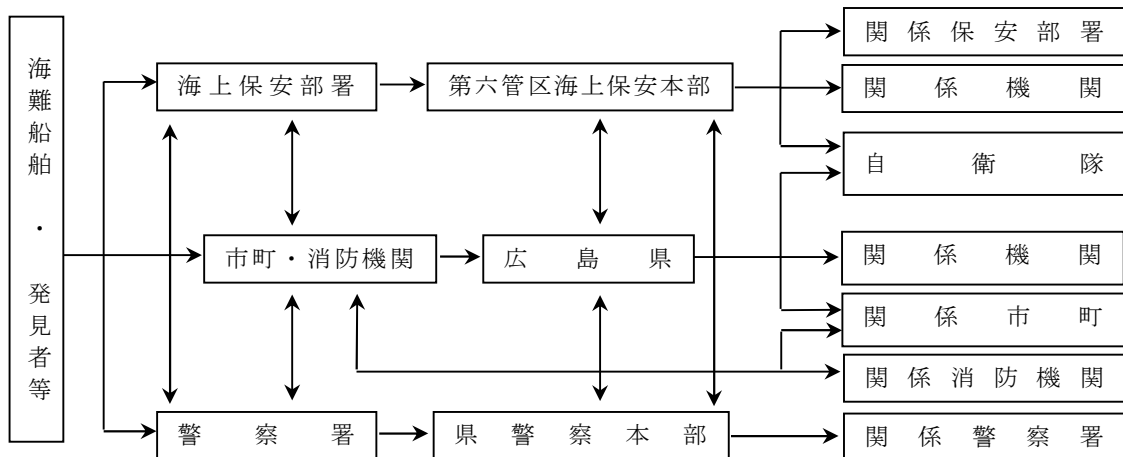 海難船舶・発見者等
海上保安部署
第六管区海上保安本部
関係保安部署
関係機関
自衛隊
市町・消防機関
広島県
関係機関
関係市町
関係消防機関
警察署
県警察本部
関係警察署